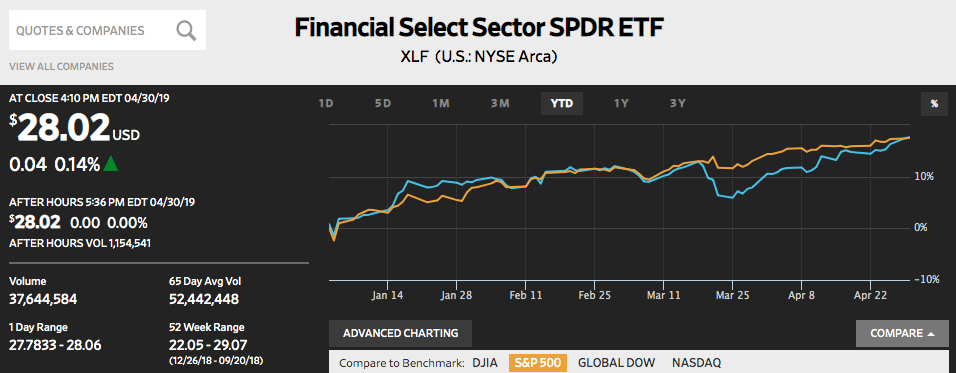 QUOTES & COMPANIES
VIEW ALL COMPANIES
Financial Select Sector SPDR ETF
XLF (U.S.: NYSE Arca)
AT CLOSE 4:10 PM EDT 04/30/19
$28.02 USD
0.04 0.14%
AFTER HOURS 5:36 PM EDT 04/30/19
$28.02 0.00 0.00%
AFTER HOURS VOL 1,154,541
Volume 65 Day Avg Vol
37,644,584 52,442,448
1 Day Range 52 Week Range
27.7833 - 28.06 22.05 - 29.07
(12/26/18 - 09/20/18)
1D 5D 1M 3M YTD 1Y 3Y %
10%
0%
-10%
Jan 14 Jan 28 Feb 11 Feb 25 Mar 11 Mar 25 Apr 8 Apr 22
ADVANCED CHARTING COMPARE
Compare to Benchmark: DJIA S&P 500 GLOBAL DOW NASDAQ